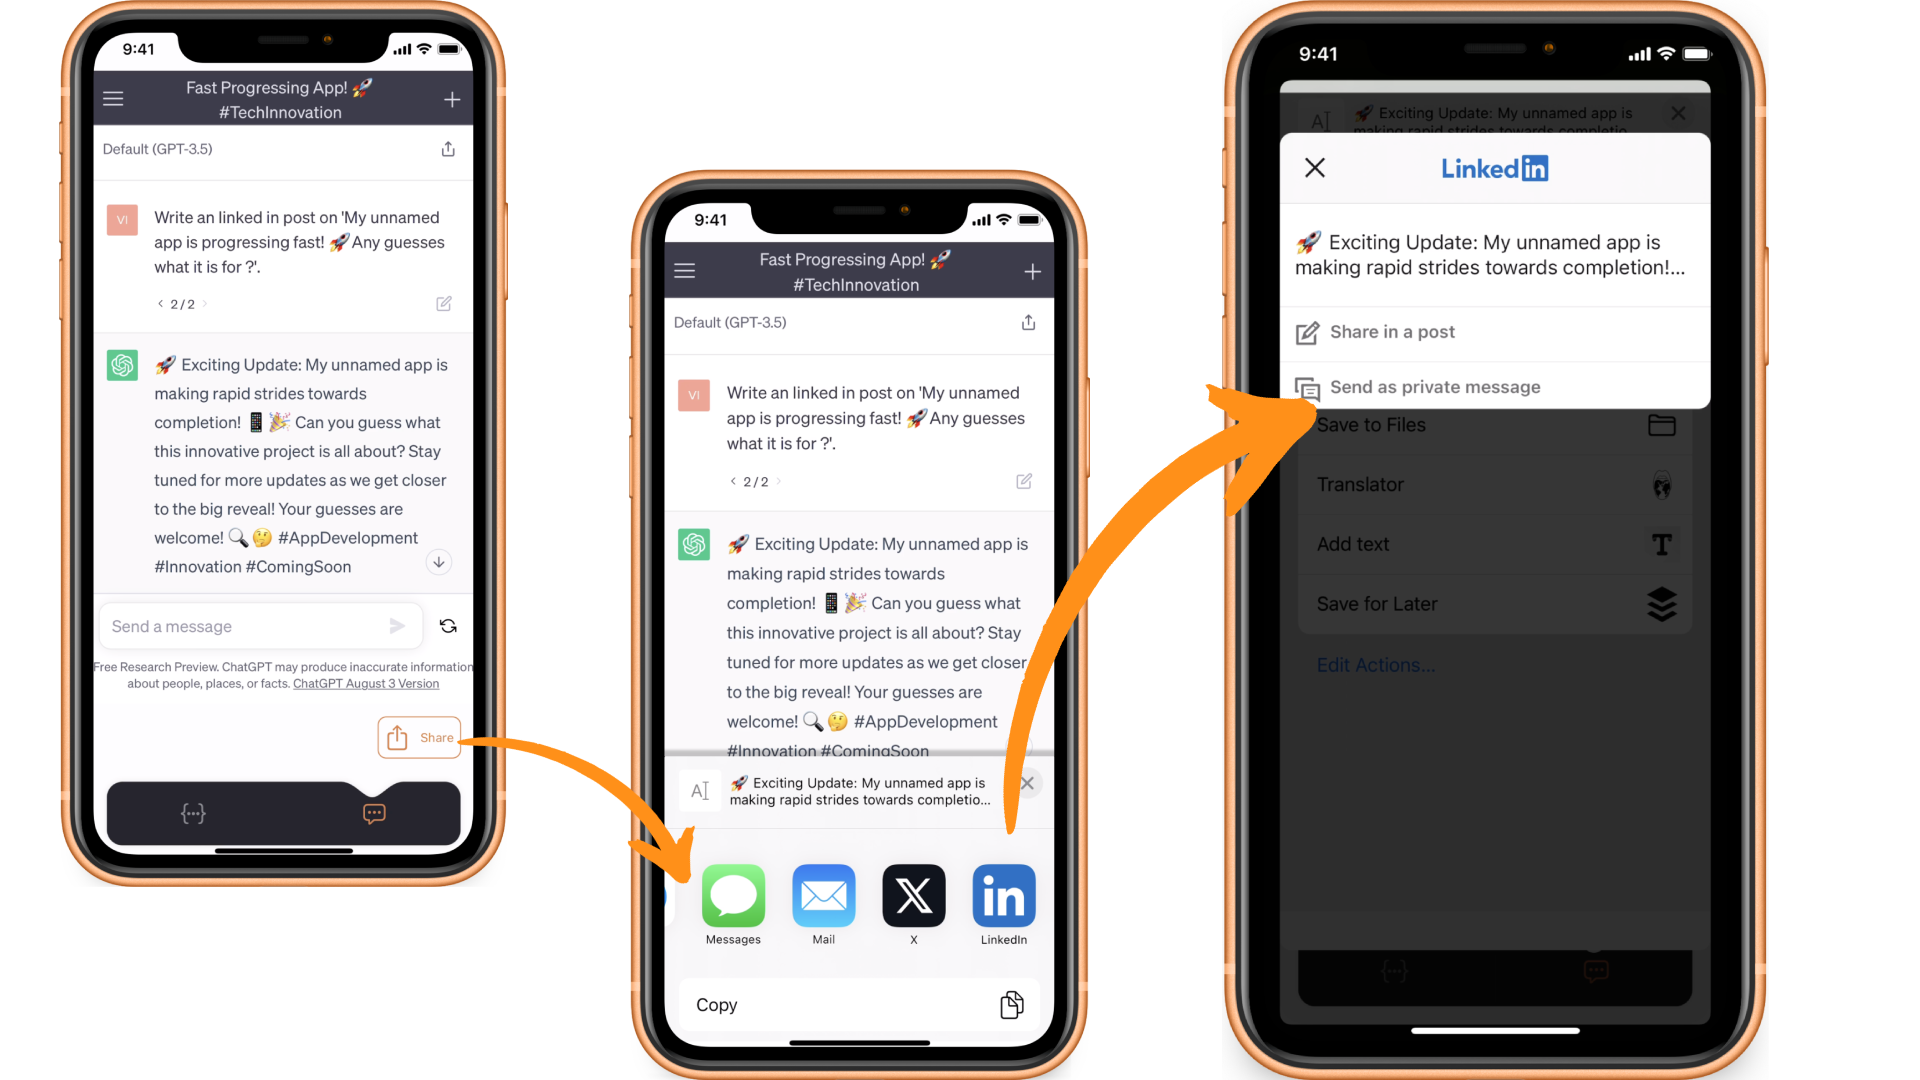 9:41
Fast Progressing App! 🚀
#TechInnovation
Default (GPT-3.5)
VI
Write an linked in post on 'My unnamed
app is progressing fast! 🚀Any guesses
what it is for ?'.
< 2/2 >
🚀 Exciting Update: My unnamed app is
making rapid strides towards
completion! 📱🎉 Can you guess what
this innovative project is all about? Stay
tuned for more updates as we get closer
to the big reveal! Your guesses are
welcome! 🔍🤔 #AppDevelopment
#Innovation #ComingSoon
Send a message
Free Research Preview. ChatGPT may produce inaccurate information
about people, places, or facts. ChatGPT August 3 Version
Share
{...}
9:41
Fast Progressing App! 🚀
#TechInnovation
Default (GPT-3.5)
VI
Write an linked in post on 'My unnamed
app is progressing fast! 🚀Any guesses
what it is for ?'.
< 2/2 >
🚀 Exciting Update: My unnamed app is
making rapid strides towards
completion! 📱🎉 Can you guess what
this innovative project is all about? Stay
tuned for more updates as we get closer
to the big reveal! Your guesses are
welcome! 🔍🤔 #AppDevelopment
#Innovation #ComingSoon
A
🚀 Exciting Update: My unnamed app is
making rapid strides towards completio...
in
Messages
Mail
X
LinkedIn
Copy
9:41
A
🚀 Exciting Update: My unnamed app is
making rapid strides towards completio
LinkedIn
🚀 Exciting Update: My unnamed app is
making rapid strides towards completion!...
Share in a post
Send as private message
Save to Files
Translator
Add text
T
Save for Later
Edit Actions...
{...}